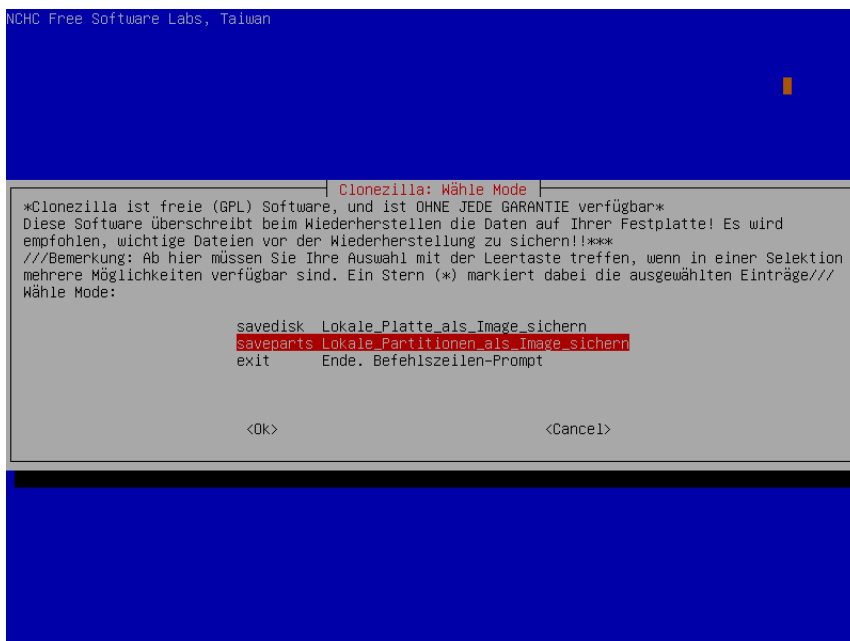 NCHC Free Software Labs, Taiwan
Clonezilla: Wähle Mode
*Clonezilla ist freie (GPL) Software, und ist OHNE JEDE GARANTIE verfügbar*
Diese Software überschreibt beim Wiederherstellen die Daten auf Ihrer Festplatte! Es wird
empfohlen, wichtige Dateien vor der Wiederherstellung zu sichern!!***
///Bemerkung: Ab hier müssen Sie Ihre Auswahl mit der Leertaste treffen, wenn in einer Selektion
mehrere Möglichkeiten verfügbar sind. Ein Stern (*) markiert dabei die ausgewählten Einträge///
Wähle Mode:
savedisk Lokale_Platte_als_Image_sichern
saveparts Lokale_Partitionen_als_Image_sichern
exit Ende. Befehlszeilen-Prompt
<Ok> <Cancel>